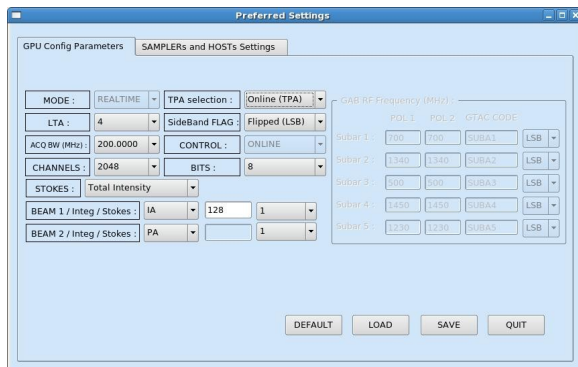 Preferred Settings
GPU Config Parameters SAMPLERs and HOSTs Settings
MODE : REALTIME TPA selection : Online (TPA) GAB RF Frequency (MHz) :
POL 1 POL 2 GTAC CODE
LTA : 4 SideBand FLAG : Flipped (LSB) Subar 1 : 700 700 SUBA1 LSB
ACQ BW (MHz) : 200.0000 CONTROL : ONLINE Subar 2 : 1340 1340 SUBA2 LSB
CHANNELS : 2048 BITS : 8 Subar 3 : 500 500 SUBA3 LSB
STOKES : Total Intensity Subar 4 : 1450 1450 SUBA4 LSB
BEAM 1 / Integ / Stokes : IA 128 1 Subar 5 : 1230 1230 SUBA5 LSB
BEAM 2 / Integ / Stokes : PA 1
DEFAULT LOAD SAVE QUIT